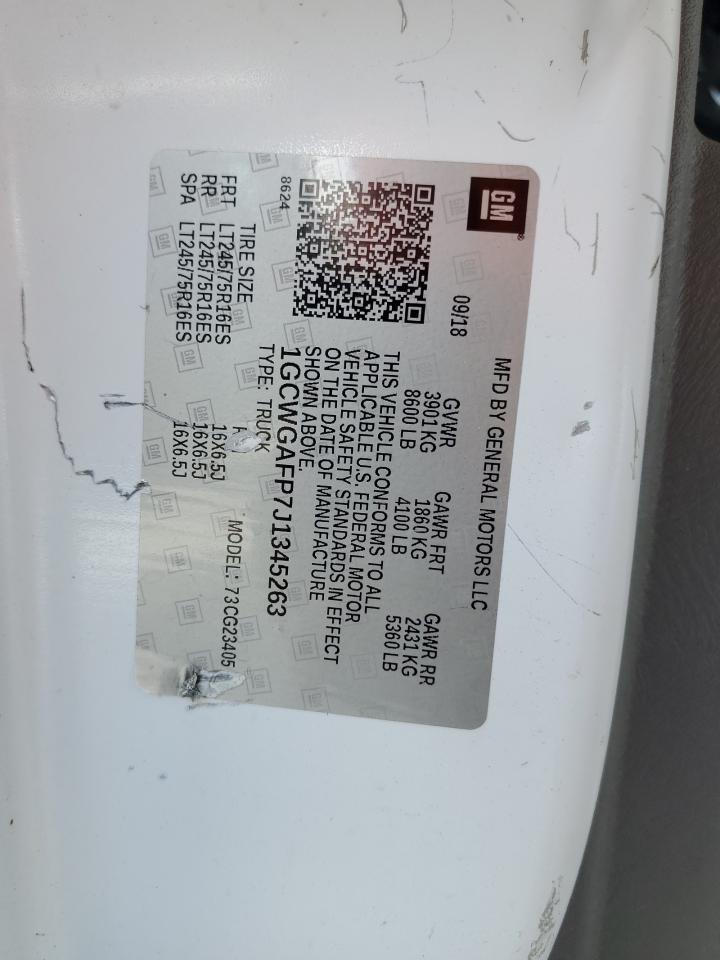 GM
MFD BY GENERAL MOTORS LLC
09/18
GVWR GAWR FRT GAWR RR
3901 KG 1860 KG 2431 KG
8600 LB 4100 LB 5360 LB
THIS VEHICLE CONFORMS TO ALL
APPLICABLE U.S. FEDERAL MOTOR
VEHICLE SAFETY STANDARDS IN EFFECT
ON THE DATE OF MANUFACTURE
SHOWN ABOVE.
8624
1GCWGAFP7J1345263
TYPE: TRUCK
MODEL: 73CG23405
TIRE SIZE
FRT LT245/75R16ES 16X6.5J
RR LT245/75R16ES 16X6.5J
SPA LT245/75R16ES 16X6.5J